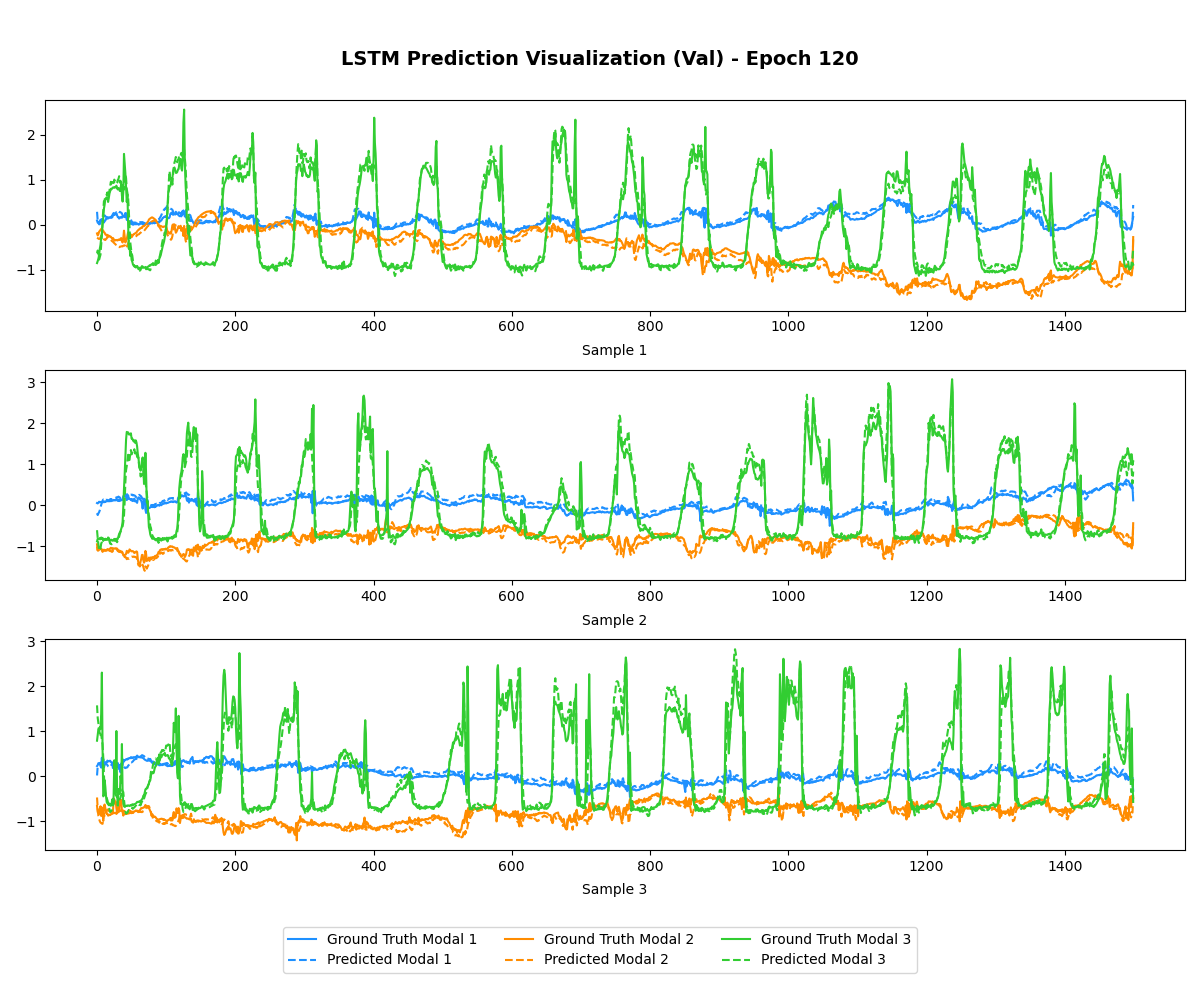 LSTM Prediction Visualization (Val) - Epoch 120
2
1
0
−1
0 200 400 600 800 1000 1200 1400
Sample 1
3
2
1
0
−1
0 200 400 600 800 1000 1200 1400
Sample 2
3
2
1
0
−1
0 200 400 600 800 1000 1200 1400
Sample 3
Ground Truth Modal 1 Ground Truth Modal 2 Ground Truth Modal 3
Predicted Modal 1 Predicted Modal 2 Predicted Modal 3